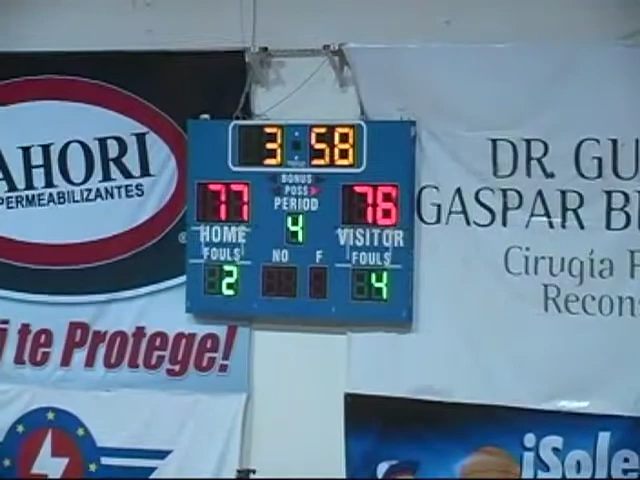 AHORI
PERMEABILIZANTES
®
i te Protege!
3:58
BONUS
POSS
PERIOD
77
76
4
HOME
VISITOR
FOULS
NO
F
FOULS
2
4
DR. GU
GASPAR B
Cirugía
Recons
¡Sole